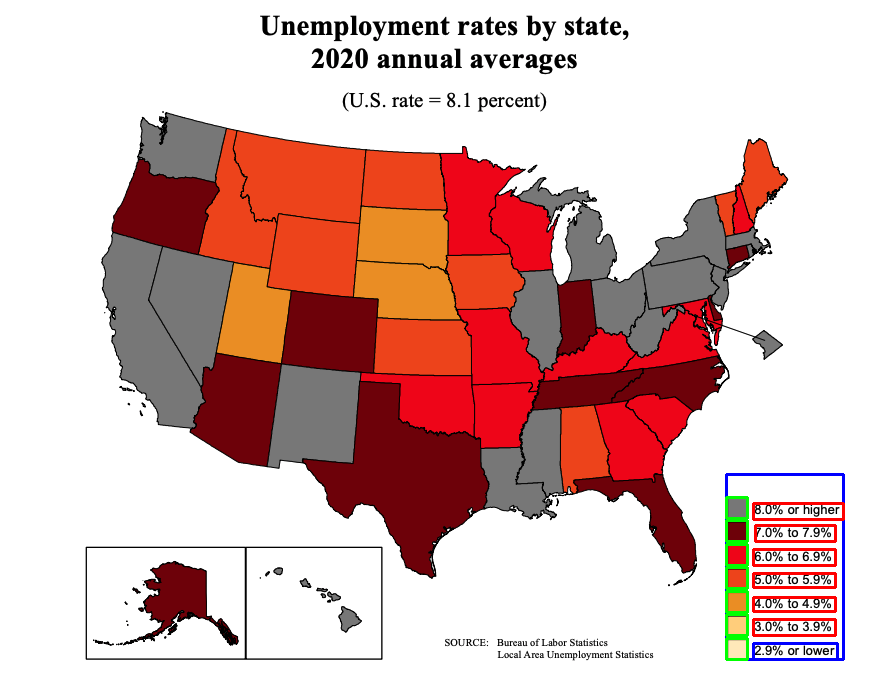 Unemployment rates by state,
2020 annual averages
(U.S. rate = 8.1 percent)
8.0% or higher
7.0% to 7.9%
6.0% to 6.9%
5.0% to 5.9%
4.0% to 4.9%
3.0% to 3.9%
2.9% or lower
SOURCE: Bureau of Labor Statistics
Local Area Unemployment Statistics